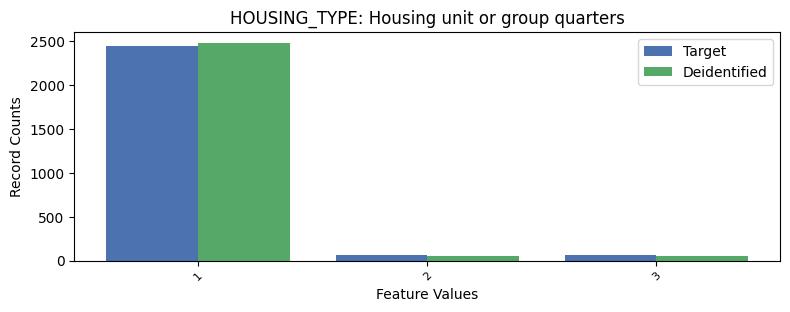 HOUSING_TYPE: Housing unit or group quarters
Target
Deidentified
2500
2000
1500
1000
500
0
Record Counts
1
2
3
Feature Values